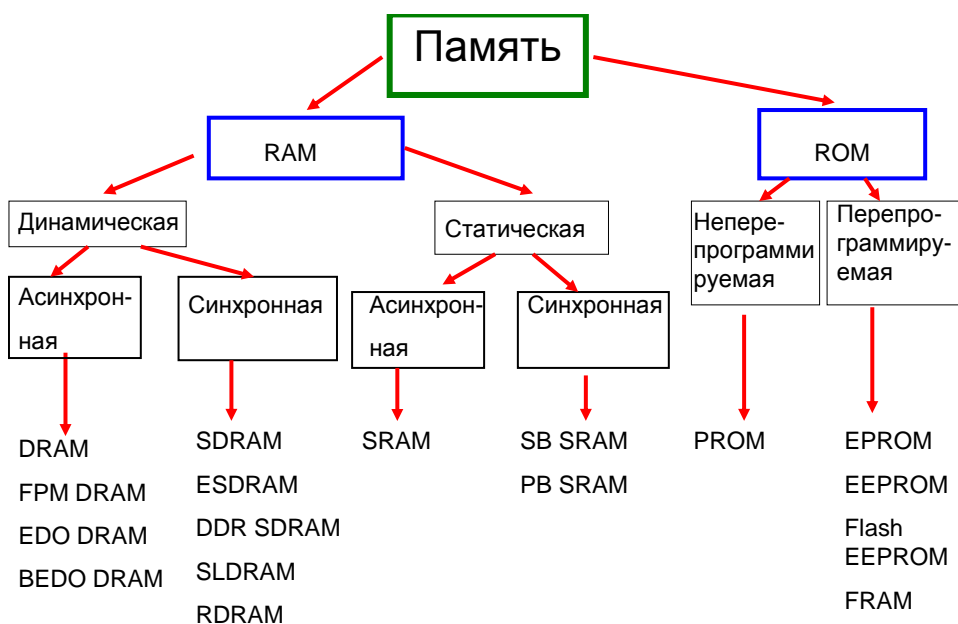 Память
RAM
ROM
Динамическая
Статическая
Неперe-
программи
руемая
Перепро-
граммиру-
емая
Асинхрон-
ная
Синхронная
Асинхрон-
ная
Синхронная
DRAM
FPM DRAM
EDO DRAM
BEDO DRAM
SDRAM
ESDRAM
DDR SDRAM
SLDRAM
RDRAM
SRAM
SB SRAM
PB SRAM
PROM
EPROM
EEPROM
Flash
EEPROM
FRAM